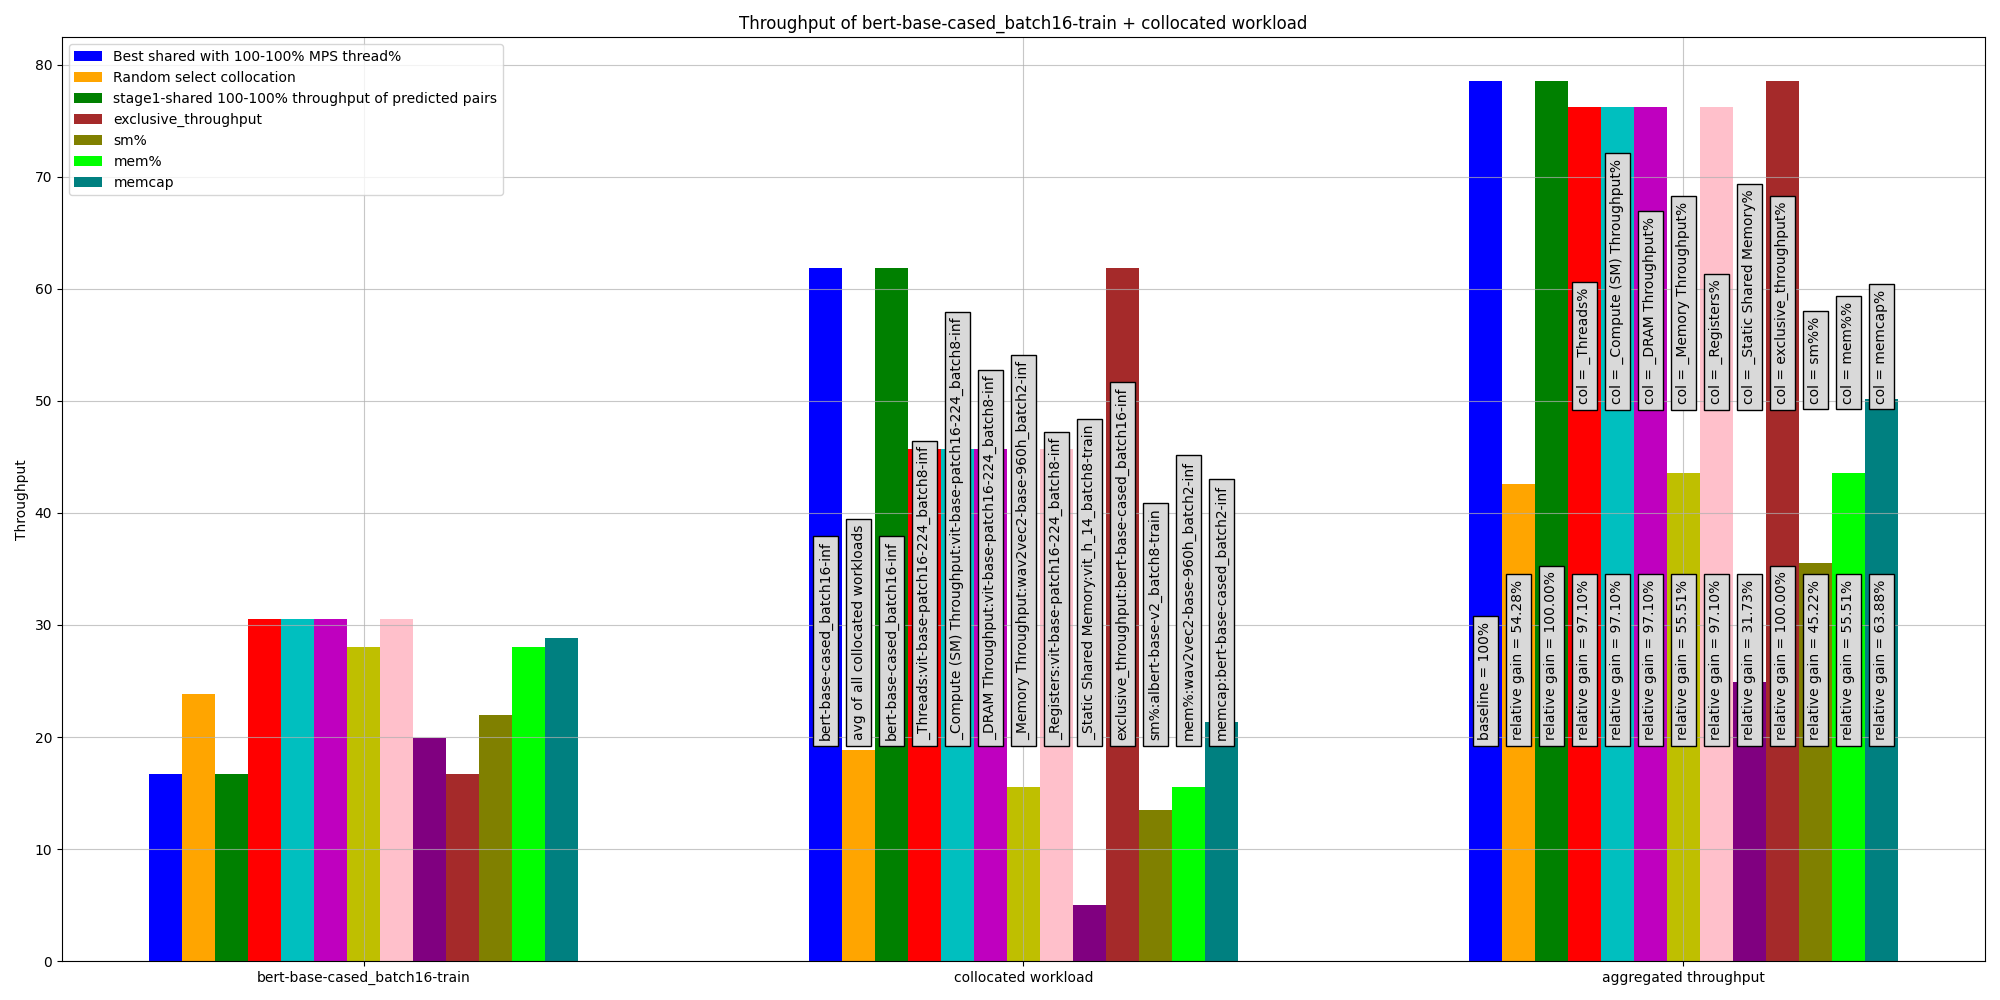 Throughput of bert-base-cased_batch16-train + collocated workload
Best shared with 100-100% MPS thread%
Random select collocation
stage1-shared 100-100% throughput of predicted pairs
exclusive_throughput
sm%
mem%
memcap
Throughput
80
70
60
50
40
30
20
10
0
bert-base-cased_batch16-inf
avg of all collocated workloads
bert-base-cased_batch16-inf
_Threads:vit-base-patch16-224_batch8-inf
_Compute (SM) Throughput:vit-base-patch16-224_batch8-inf
_DRAM Throughput:vit-base-patch16-224_batch8-inf
_Memory Throughput:wav2vec2-base-960h_batch2-inf
_Registers:vit-base-patch16-224_batch8-inf
_Static Shared Memory:vit_h_14_batch8-train
exclusive_throughput:bert-base-cased_batch16-inf
sm%:albert-base-v2_batch8-train
mem%:wav2vec2-base-960h_batch2-inf
memcap:bert-base-cased_batch2-inf
col = _Threads%
col = _Compute (SM) Throughput%
col = _DRAM Throughput%
col = _Memory Throughput%
col = _Registers%
col = _Static Shared Memory%
col = exclusive_throughput%
col = sm%%
col = mem%%
col = memcap%
baseline = 100%
relative gain = 54.28%
relative gain = 100.00%
relative gain = 97.10%
relative gain = 97.10%
relative gain = 97.10%
relative gain = 55.51%
relative gain = 97.10%
relative gain = 31.73%
relative gain = 100.00%
relative gain = 45.22%
relative gain = 55.51%
relative gain = 63.88%
bert-base-cased_batch16-train
collocated workload
aggregated throughput